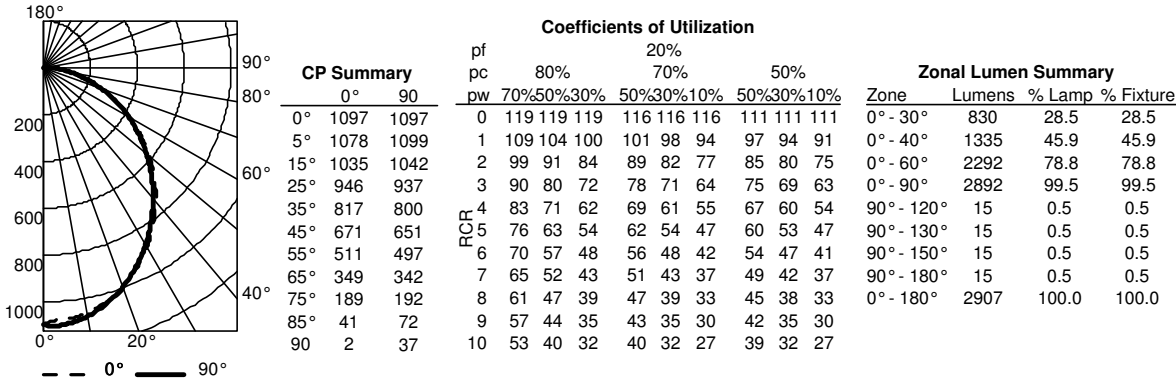 180°
90°
80°
200
400
60°
600
800
40°
1000
0° 20°
0° 90°
CP Summary
0° 90
0° 1097 1097
5° 1078 1099
15° 1035 1042
25° 946 937
35° 817 800
45° 671 651
55° 511 497
65° 349 342
75° 189 192
85° 41 72
90 2 37
Coefficients of Utilization
pf 20%
pc 80% 70% 50%
pw 70%50%30% 50%30%10% 50%30%10%
RCR
0 119 119 119 116 116 116 111 111 111
1 109 104 100 101 98 94 97 94 91
2 99 91 84 89 82 77 85 80 75
3 90 80 72 78 71 64 75 69 63
4 83 71 62 69 61 55 67 60 54
5 76 63 54 62 54 47 60 53 47
6 70 57 48 56 48 42 54 47 41
7 65 52 43 51 43 37 49 42 37
8 61 47 39 47 39 33 45 38 33
9 57 44 35 43 35 30 42 35 30
10 53 40 32 40 32 27 39 32 27
Zonal Lumen Summary
Zone Lumens % Lamp % Fixture
0° - 30° 830 28.5 28.5
0° - 40° 1335 45.9 45.9
0° - 60° 2292 78.8 78.8
0° - 90° 2892 99.5 99.5
90° - 120° 15 0.5 0.5
90° - 130° 15 0.5 0.5
90° - 150° 15 0.5 0.5
90° - 180° 15 0.5 0.5
0° - 180° 2907 100.0 100.0